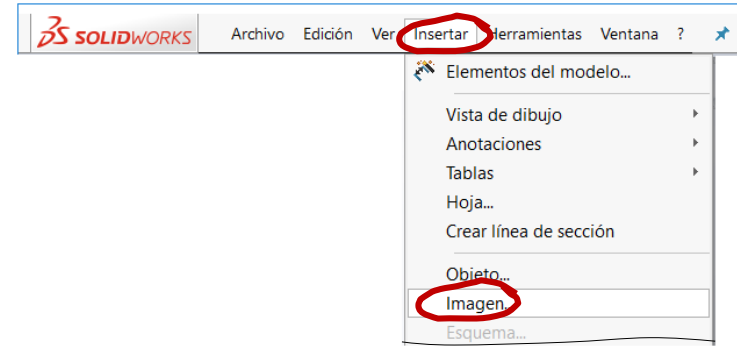 SOLIDWORKS Archivo Edición Ver Insertar Herramientas Ventana ?
Elementos del modelo...
Vista de dibujo
Anotaciones
Tablas
Hoja...
Crear línea de sección
Objeto...
Imagen...
Esquema...